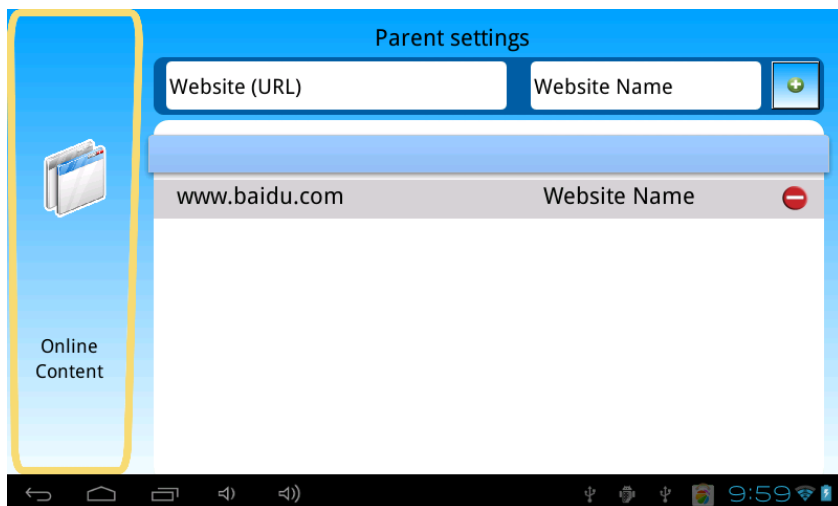 Parent settings
Website (URL) Website Name
www.baidu.com Website Name
Online
Content
9:59